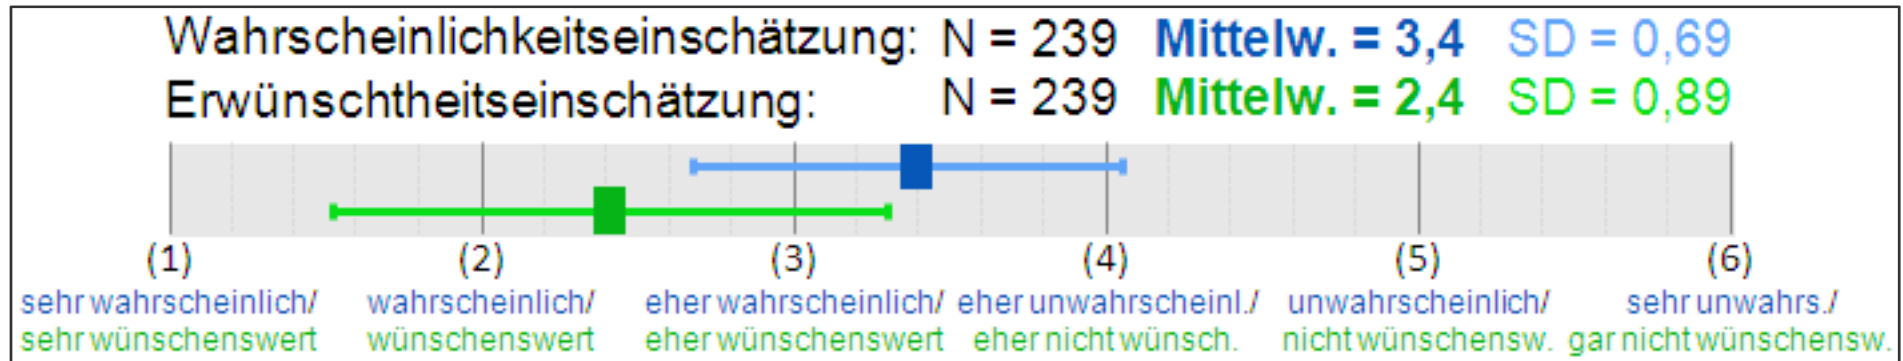 Wahrscheinlichkeitseinschätzung: N = 239 Mittelw. = 3,4 SD = 0,69
Erwünschtheitseinschätzung: N = 239 Mittelw. = 2,4 SD = 0,89
(1) (2) (3) (4) (5) (6)
sehr wahrscheinlich/ wahrscheinlich/ eher wahrscheinlich/ eher unwahrscheinl./ unwahrscheinlich/ sehr unwahrs./
sehr wünschenswert wünschenswert eher wünschenswert eher nicht wünsch. nicht wünschensw. gar nicht wünschensw.